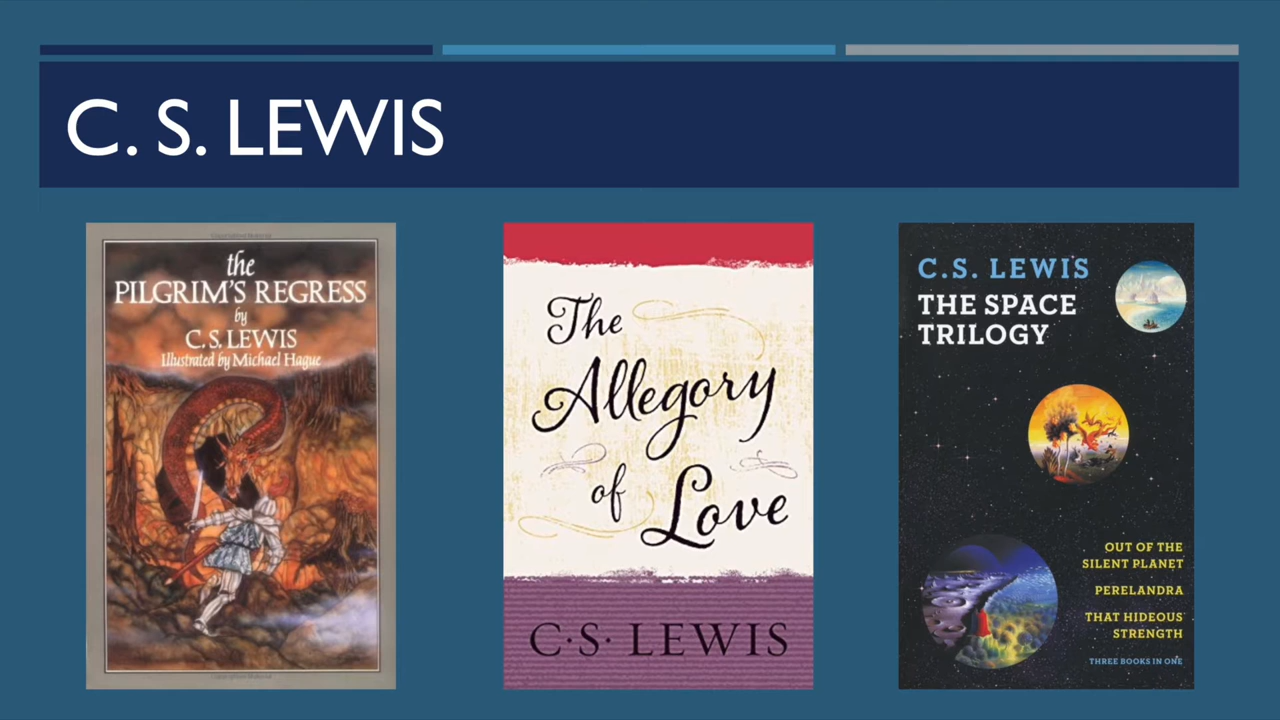 C. S. LEWIS
the
PILGRIM'S REGRESS
by
C.S. LEWIS
Illustrated by Michael Hague
The
Allegory
of
Love
C·S· LEWIS
C.S. LEWIS
THE SPACE
TRILOGY
OUT OF THE
SILENT PLANET
PERELANDRA
THAT HIDEOUS
STRENGTH
THREE BOOKS IN ONE